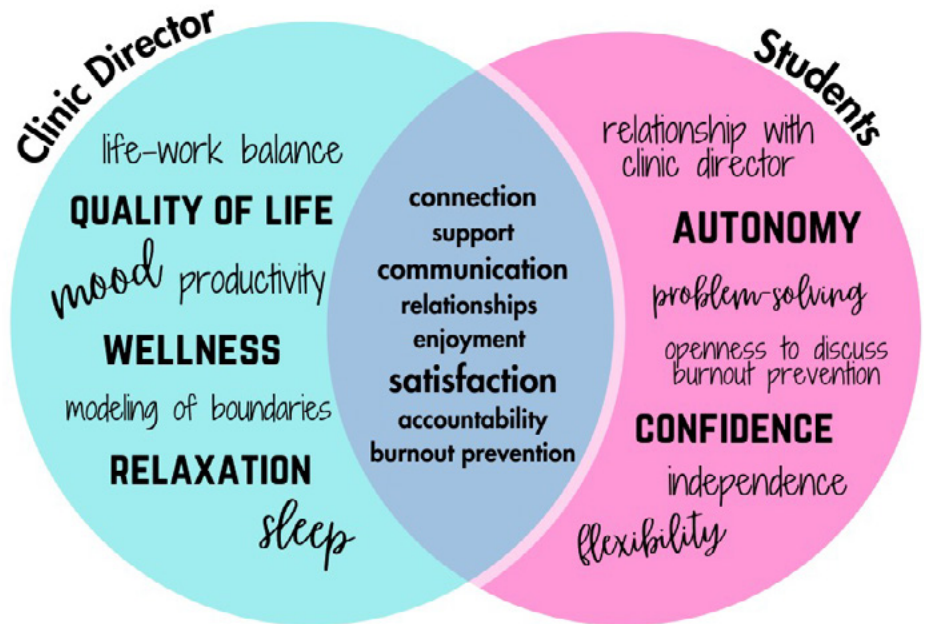 Clinic Director
life-work balance
QUALITY OF LIFE
mood productivity
WELLNESS
modeling of boundaries
RELAXATION
sleep
connection
support
communication
relationships
enjoyment
satisfaction
accountability
burnout prevention
Students
relationship with
clinic director
AUTONOMY
problem-solving
openness to discuss
burnout prevention
CONFIDENCE
independence
flexibility